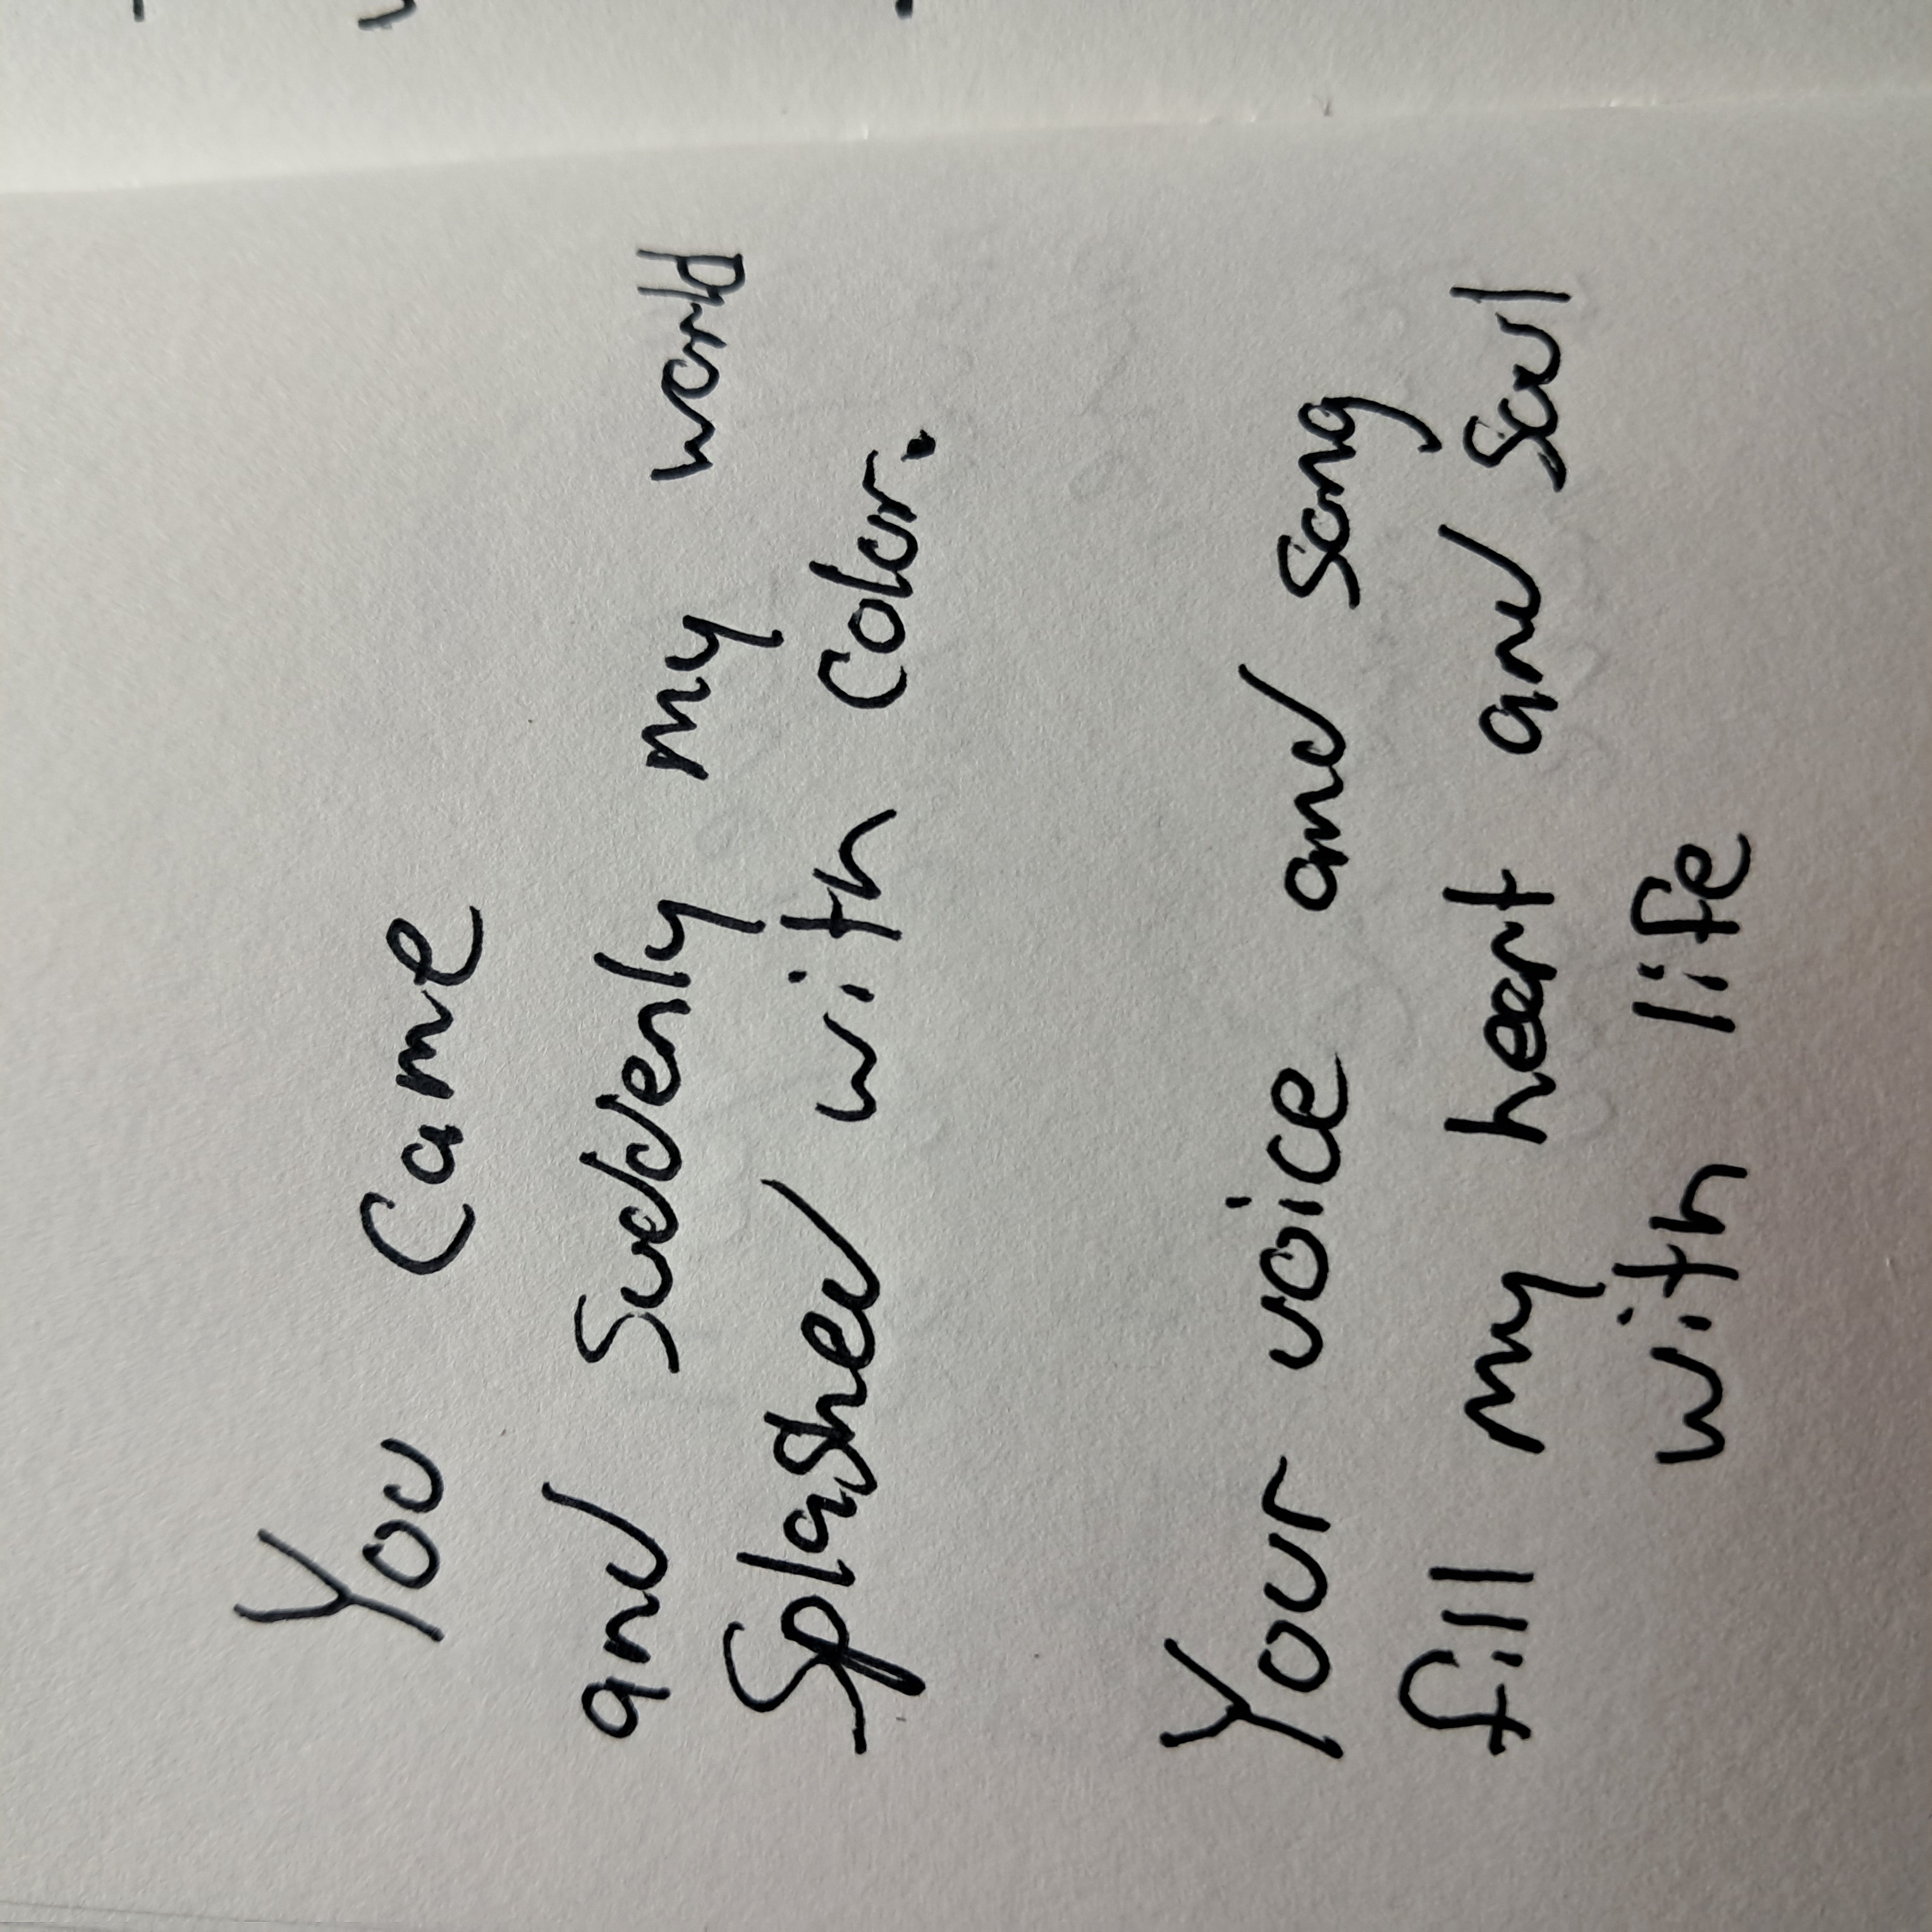 You came
and suddenly my world
Splashed with color.
Your voice and song
fill my heart and soul
with life